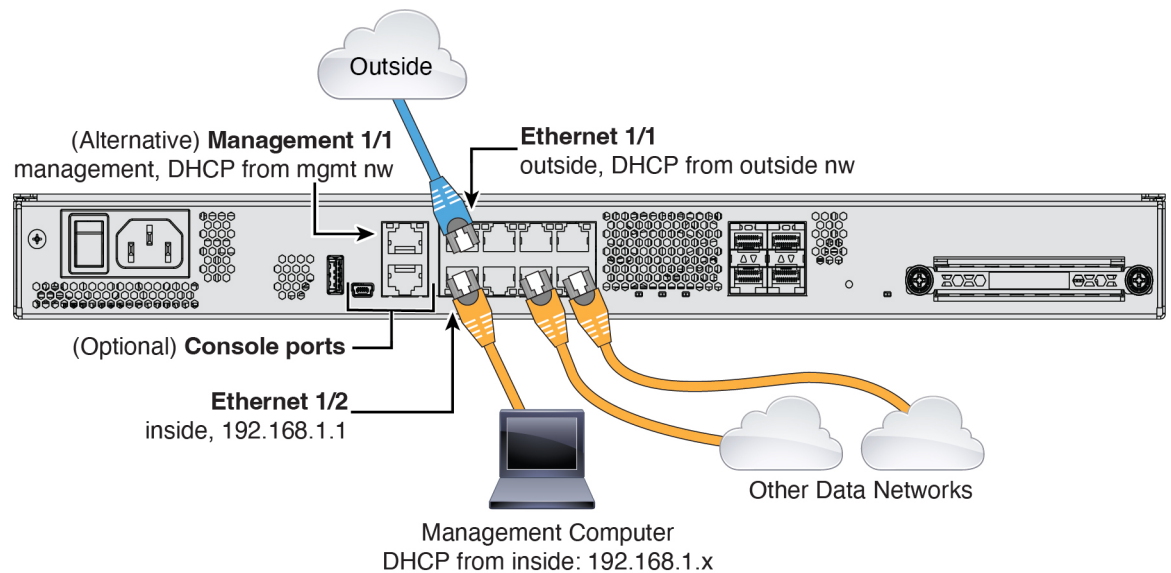 Outside
(Alternative) Management 1/1
management, DHCP from mgmt nw
Ethernet 1/1
outside, DHCP from outside nw
(Optional) Console ports
Ethernet 1/2
inside, 192.168.1.1
Other Data Networks
Management Computer
DHCP from inside: 192.168.1.x